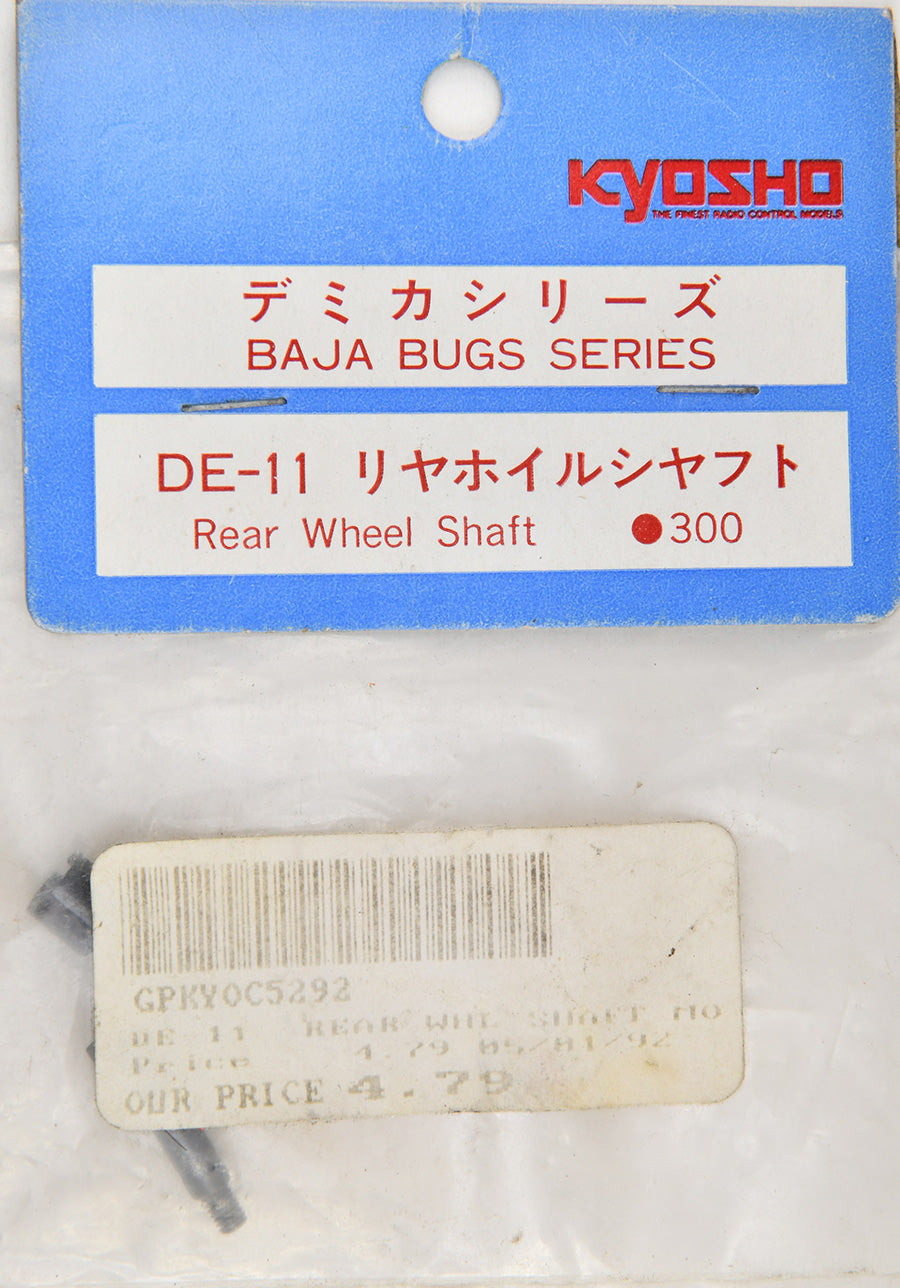 KYOSHO
THE FINEST RADIO CONTROL MODELS
デミカシリーズ
BAJA BUGS SERIES
DE-11 リヤホイルシヤフト
Rear Wheel Shaft ●300
GPKYOC5292
DE 11 REAR WHL SHAFT MO
Price 4.79 05/01/92
OUR PRICE 4.79